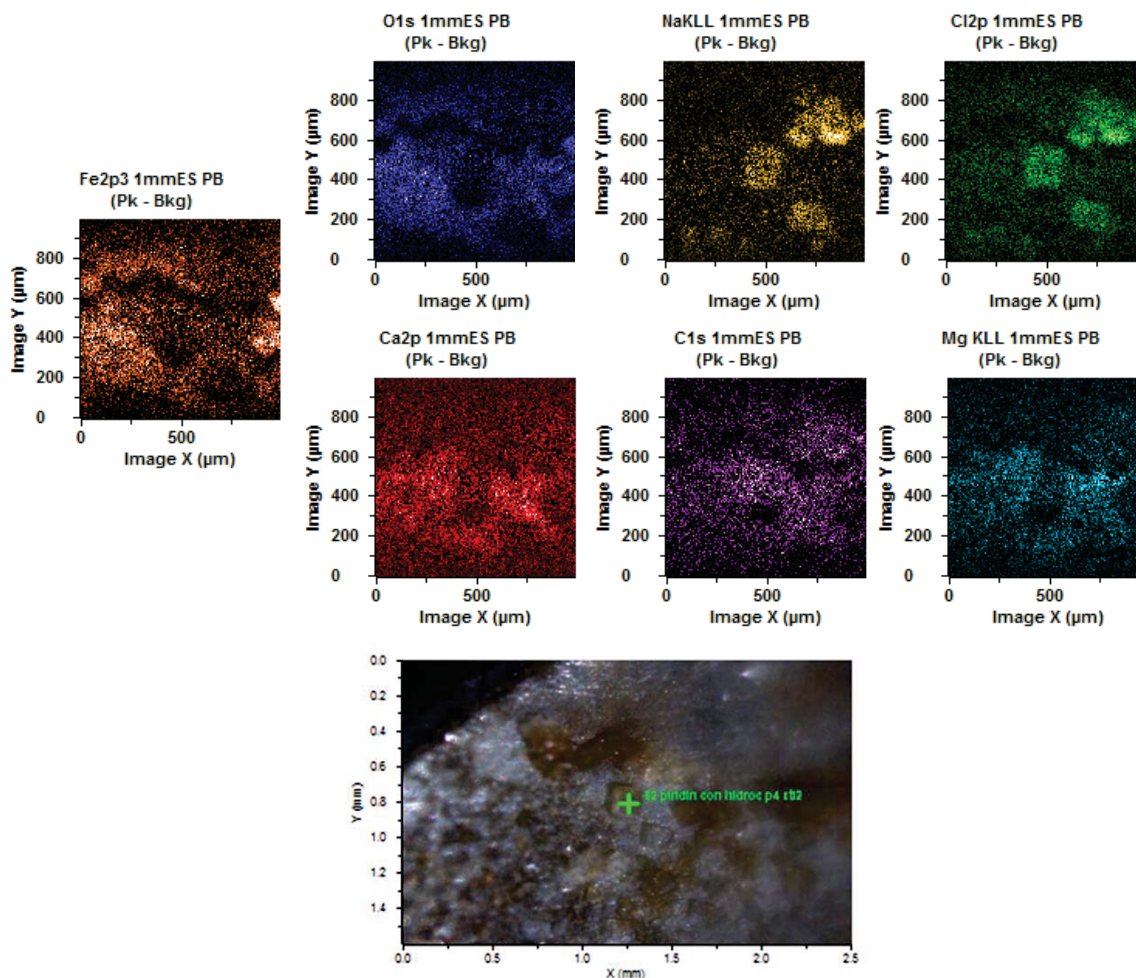 O1s 1mmES PB
(Pk - Bkg)
NaKLL 1mmES PB
(Pk - Bkg)
Cl2p 1mmES PB
(Pk - Bkg)
Image Y (µm)
800
600
400
200
0
0
500
Image X (µm)
Image Y (µm)
800
600
400
200
0
0
500
Image X (µm)
Image Y (µm)
800
600
400
200
0
0
500
Image X (µm)
Fe2p3 1mmES PB
(Pk - Bkg)
Image Y (µm)
800
600
400
200
0
0
500
Image X (µm)
Ca2p 1mmES PB
(Pk - Bkg)
C1s 1mmES PB
(Pk - Bkg)
Mg KLL 1mmES PB
(Pk - Bkg)
Image Y (µm)
800
600
400
200
0
0
500
Image X (µm)
Image Y (µm)
800
600
400
200
0
0
500
Image X (µm)
Image Y (µm)
800
600
400
200
0
0
500
Image X (µm)
Y (mm)
0.0
0.2
0.4
0.6
0.8
1.0
1.2
1.4
con hidroc p4
0.0
0.5
1.0
1.5
2.0
2.5
X (mm)